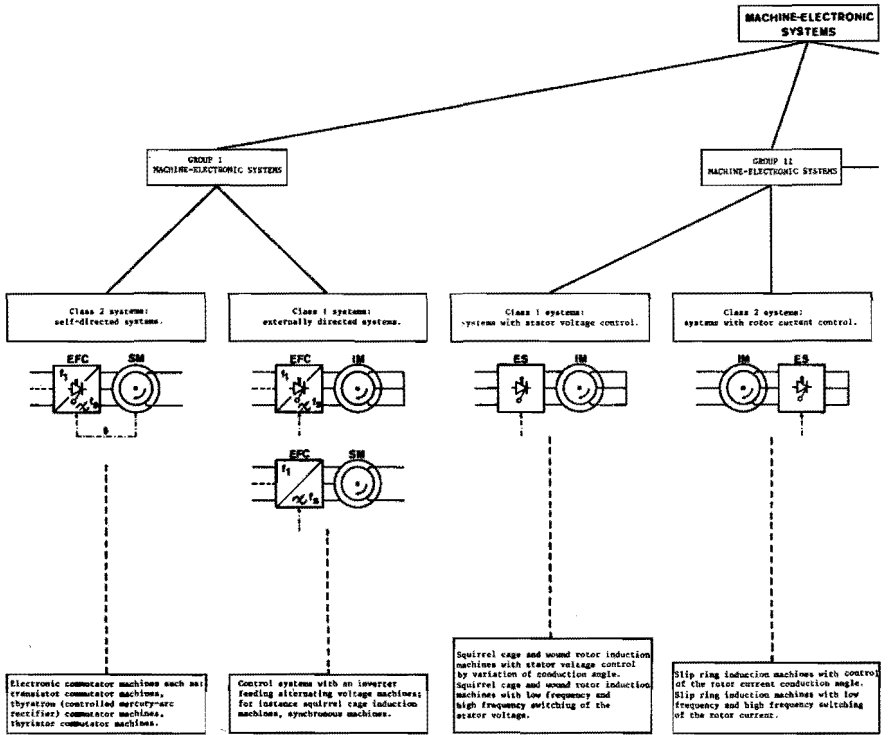 MACHINE-ELECTRONIC
SYSTEMS
GROUP 1
MACHINE-ELECTRONIC SYSTEMS
GROUP 11
MACHINE-ELECTRONIC SYSTEMS
Class 2 systems:
self-directed systems.
Class 1 systems:
externally directed systems.
Class 1 systems:
systems with stator voltage control.
Class 2 systems:
systems with rotor current control.
EFC SM
f1
EFC IM
f1
ES IM
IM ES
EFC SM
f1
Electronic commutator machines such as:
transistor commutator machines,
thyratron (controlled mercury-arc
rectifier) commutator machines,
thyristor commutator machines.
Control systems with an inverter
feeding alternating voltage machines;
for instance squirrel cage induction
machines, synchronous machines.
Squirrel cage and wound rotor induction
machines with stator voltage control
by variation of conduction angle.
Squirrel cage and wound rotor induction
machines with low frequency and
high frequency switching of the
stator voltage.
Slip ring induction machines with control
of the rotor current conduction angle.
Slip ring induction machines with low
frequency and high frequency switching
of the rotor current.